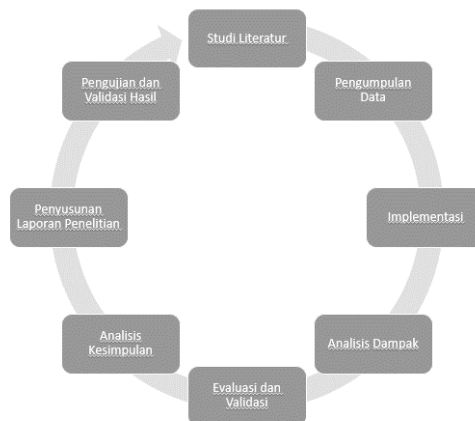 Studi Literatur
Pengumpulan
Data
Implementasi
Analisis Dampak
Evaluasi dan
Validasi
Analisis
Kesimpulan
Penyusunan
Laporan Penelitian
Pengujian dan
Validasi Hasil